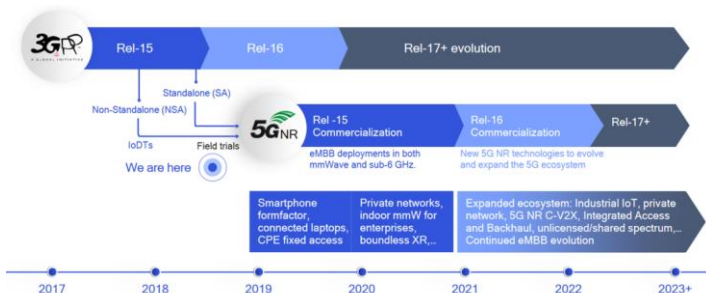 3GPP
A GLOBAL INITIATIVE
Rel-15
Rel-16
Rel-17+ evolution
Standalone (SA)
Non-Standalone (NSA)
IoDTs
Field trials
We are here
5G NR
Rel -15
Commercialization
Rel-16
Commercialization
Rel-17+
eMBB deployments in both
mmWave and sub-6 GHz.
New 5G NR technologies to evolve
and expand the 5G ecosystem
Smartphone
formfactor,
connected laptops,
CPE fixed access
Private networks,
indoor mmW for
enterprises,
boundless XR,..
Expanded ecosystem: Industrial IoT, private
network, 5G NR C-V2X, Integrated Access
and Backhaul, unlicensed/shared spectrum,..
Continued eMBB evolution
2017
2018
2019
2020
2021
2022
2023+